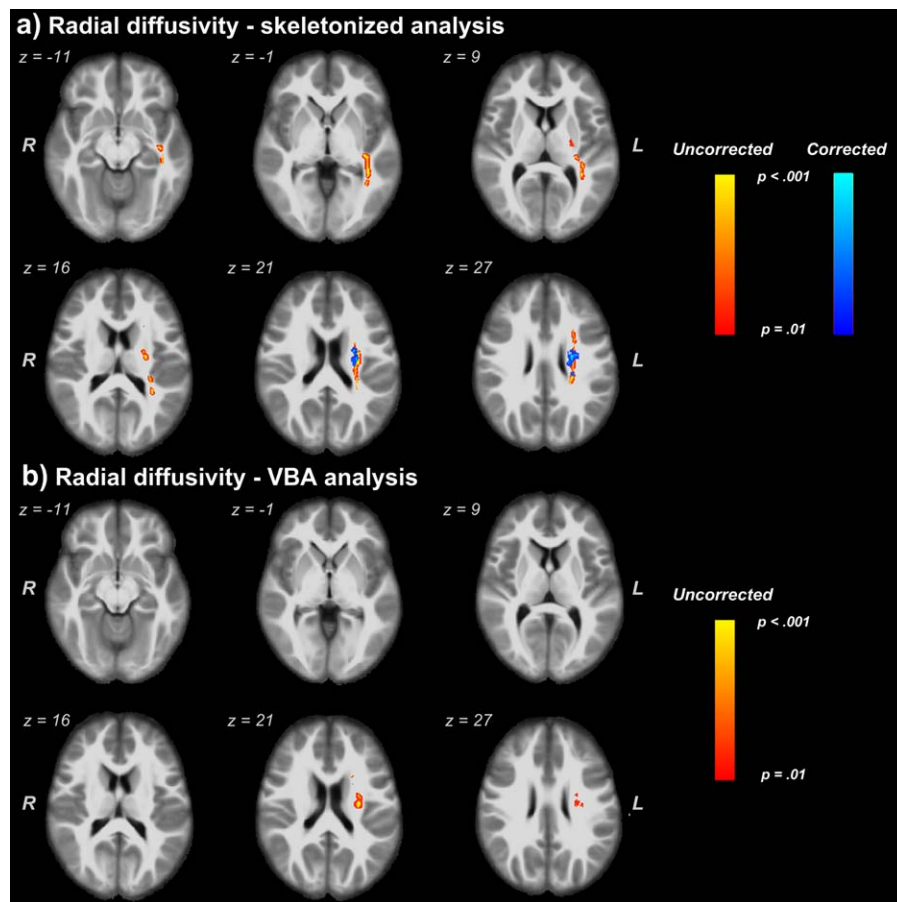 a) Radial diffusivity - skeletonized analysis
z = -11 z = -1 z = 9
R L
Uncorrected Corrected
p < .001
p = .01
z = 16 z = 21 z = 27
R L
b) Radial diffusivity - VBA analysis
z = -11 z = -1 z = 9
R L
Uncorrected
p < .001
p = .01
z = 16 z = 21 z = 27
R L